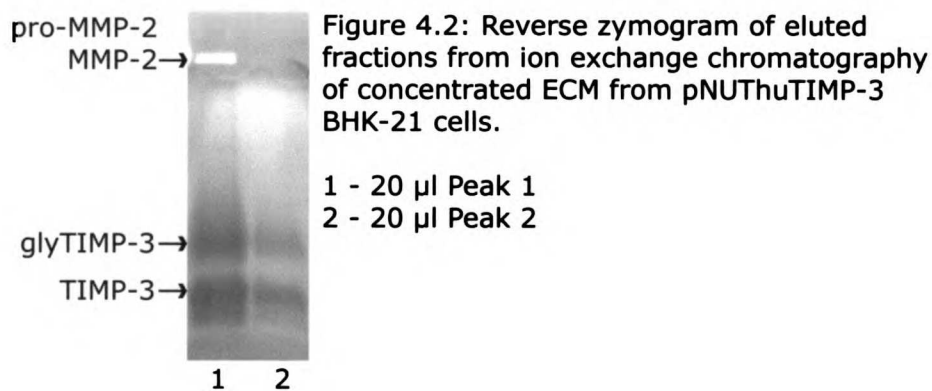 pro-MMP-2
MMP-2→
glyTIMP-3→
TIMP-3→
1 2
Figure 4.2: Reverse zymogram of eluted
fractions from ion exchange chromatography
of concentrated ECM from pNUThuTIMP-3
BHK-21 cells.
1 - 20 µl Peak 1
2 - 20 µl Peak 2